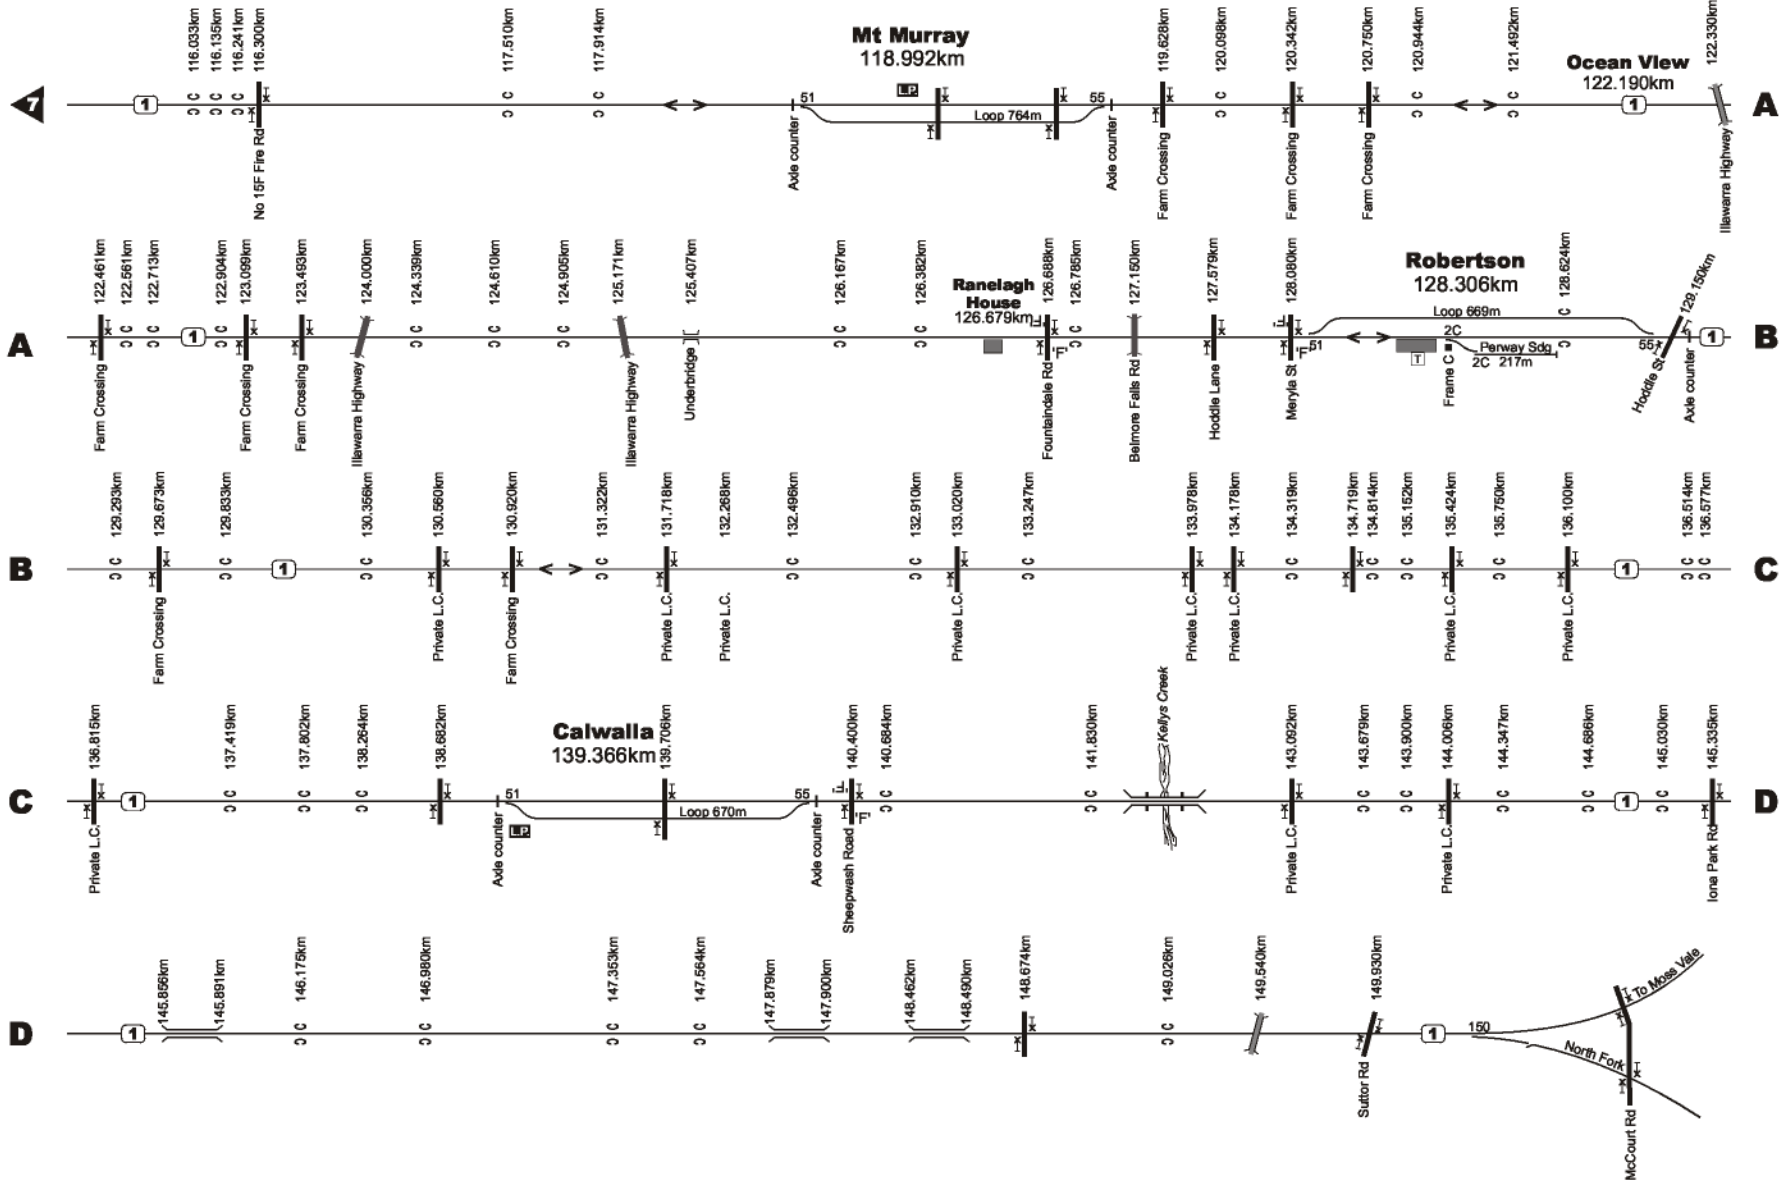 116.033km
116.135km
116.241km
116.300km
117.510km
117.914km
Mt Murray
118.992km
119.628km
120.098km
120.342km
120.750km
120.944km
121.492km
Ocean View
122.190km
122.330km
7
1
C C
C C
C C
No 15F Fire Rd
C C
C C
Axle counter
51
LP
Loop 764m
55
Axle counter
Farm Crossing
C C
Farm Crossing
Farm Crossing
C C
C C
1
Illawarra Highway
A
122.461km
122.561km
122.713km
122.904km
123.099km
123.493km
124.000km
124.339km
124.610km
124.905km
125.171km
125.407km
126.167km
126.382km
Ranelagh
House
126.679km
126.688km
126.785km
127.150km
127.579km
128.080km
Robertson
128.306km
128.624km
129.150km
A
Farm Crossing
C C
C C
1
C C
Farm Crossing
Farm Crossing
Illawarra Highway
C C
C C
C C
Illawarra Highway
Underbridge
C C
C C
'F'
Fountaindale Rd
C C
Belmore Falls Rd
Hoddle Lane
Meryla St
'F'
51
Loop 669m
T
2C
Frame C
Perway Sdg
2C 217m
C C
55
Hoddle St
Axle counter
1
B
129.293km
129.673km
129.833km
130.356km
130.560km
130.920km
131.322km
131.718km
132.268km
132.496km
132.910km
133.020km
133.247km
133.978km
134.178km
134.319km
134.719km
134.814km
135.152km
135.424km
135.750km
136.100km
136.514km
136.577km
B
C C
Farm Crossing
C C
1
C C
Private L.C.
Farm Crossing
C C
Private L.C.
Private L.C.
C C
C C
Private L.C.
C C
Private L.C.
Private L.C.
C C
C C
C C
Private L.C.
C C
Private L.C.
1
C C
C C
C
136.815km
137.419km
137.802km
138.264km
138.682km
Calwalla
139.366km
139.706km
140.400km
140.684km
141.830km
Kellys Creek
143.092km
143.679km
143.900km
144.006km
144.347km
144.686km
145.030km
145.335km
C
Private L.C.
1
C C
C C
C C
Axle counter
51
LP
Loop 670m
55
Axle counter
Sheepwash Road
'F'
C C
C C
Private L.C.
C C
C C
Private L.C.
C C
C C
1
C C
Iona Park Rd
D
145.856km
145.891km
146.175km
146.980km
147.353km
147.564km
147.879km
147.900km
148.462km
148.490km
148.674km
149.026km
149.540km
149.930km
D
1
C C
C C
C C
C C
C C
Suttor Rd
1
150
To Moss Vale
North Fork
McCourt Rd